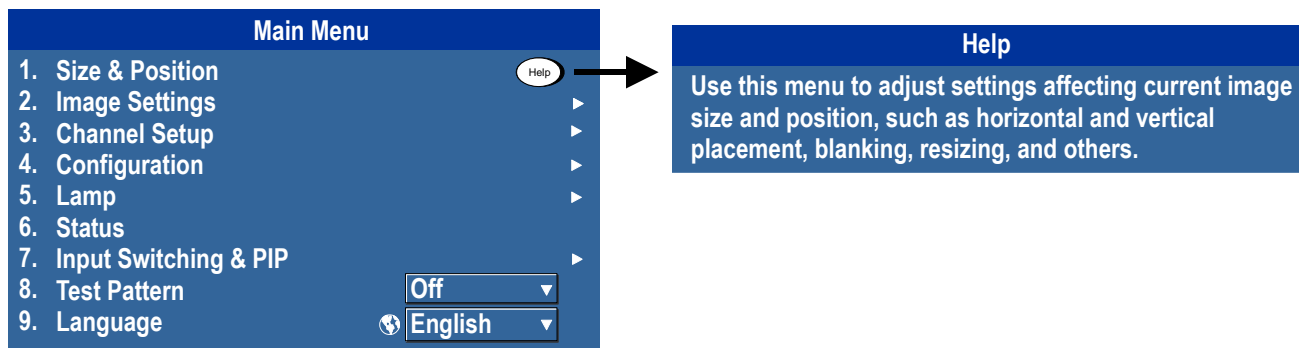 Main Menu
1. Size & Position
Help
2. Image Settings
3. Channel Setup
4. Configuration
5. Lamp
6. Status
7. Input Switching & PIP
8. Test Pattern Off
9. Language English
Help
Use this menu to adjust settings affecting current image
size and position, such as horizontal and vertical
placement, blanking, resizing, and others.